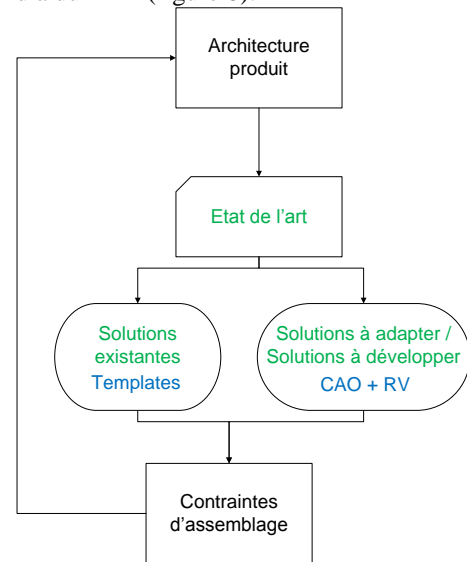 Architecture
produit
Etat de l'art
Solutions
existantes
Templates
Solutions à adapter /
Solutions à développer
CAO + RV
Contraintes
d'assemblage